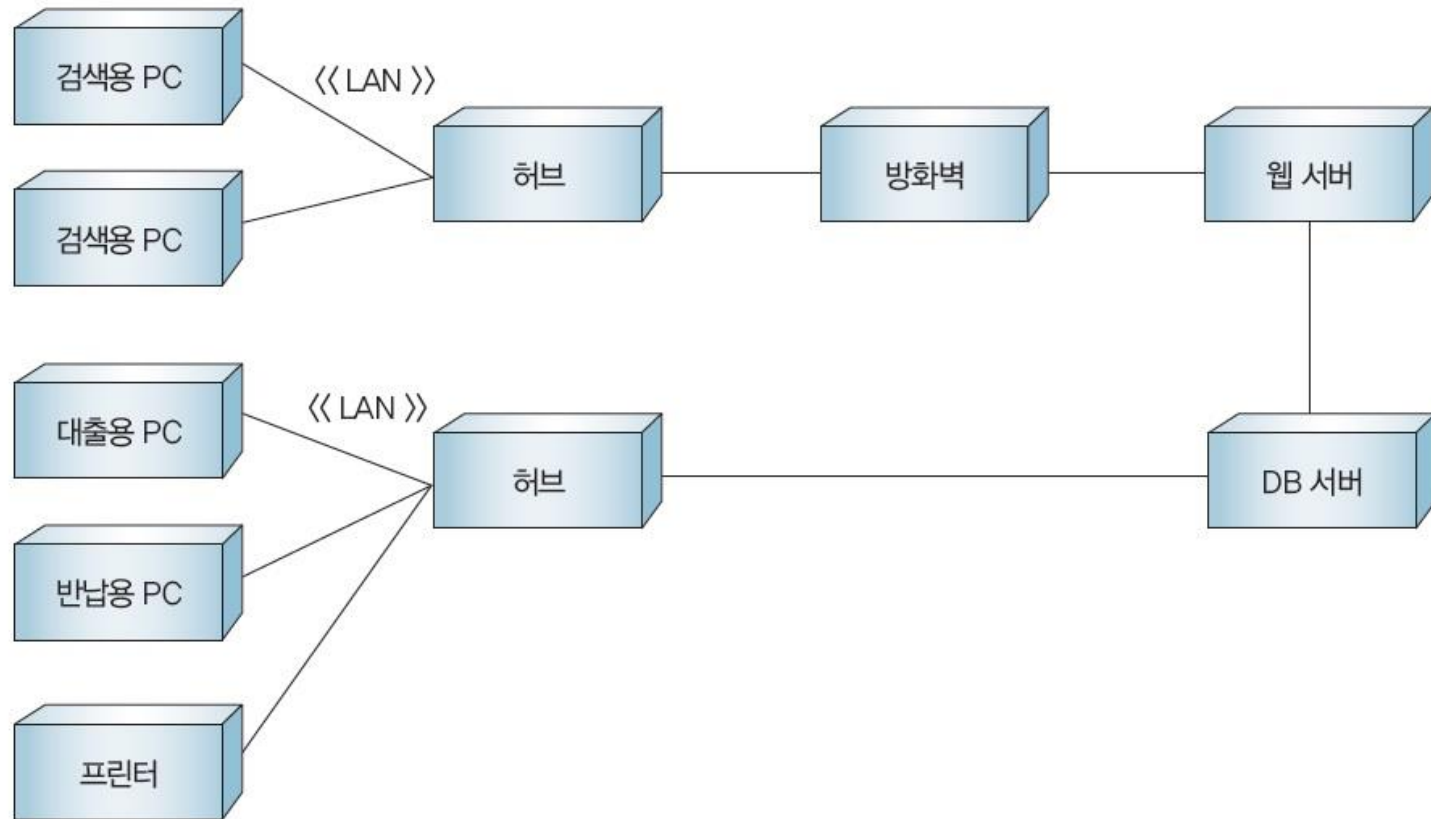 검색용 PC
《 LAN 》
허브
방화벽
웹 서버
검색용 PC
대출용 PC
《 LAN 》
허브
DB 서버
반납용 PC
프린터